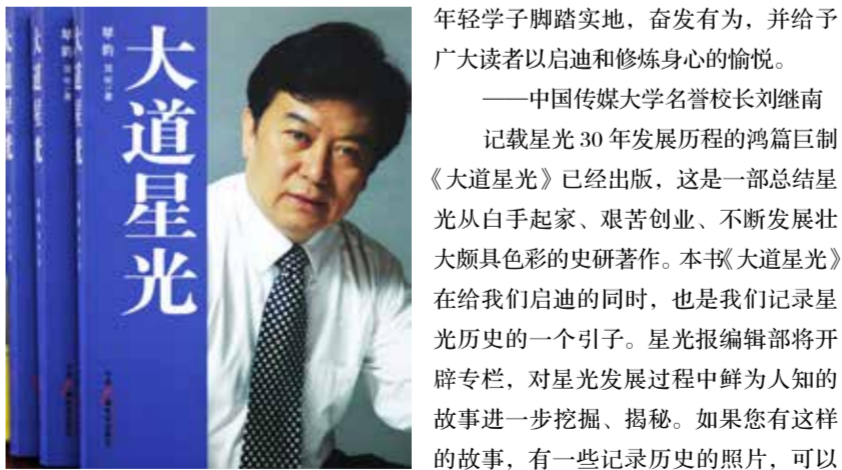 大道星光
琴韵
大道星光
年轻学子脚踏实地，奋发有为，并给予
广大读者以启迪和修炼身心的愉悦。
——中国传媒大学名誉校长刘继南
记载星光 30 年发展历程的鸿篇巨制
《大道星光》已经出版，这是一部总结星
光从白手起家、艰苦创业、不断发展壮
大颇具色彩的史研著作。本书《大道星光》
在给我们启迪的同时，也是我们记录星
光历史的一个引子。星光报编辑部将开
辟专栏，对星光发展过程中鲜为人知的
故事进一步挖掘、揭秘。如果您有这样
的故事，有一些记录历史的照片，可以